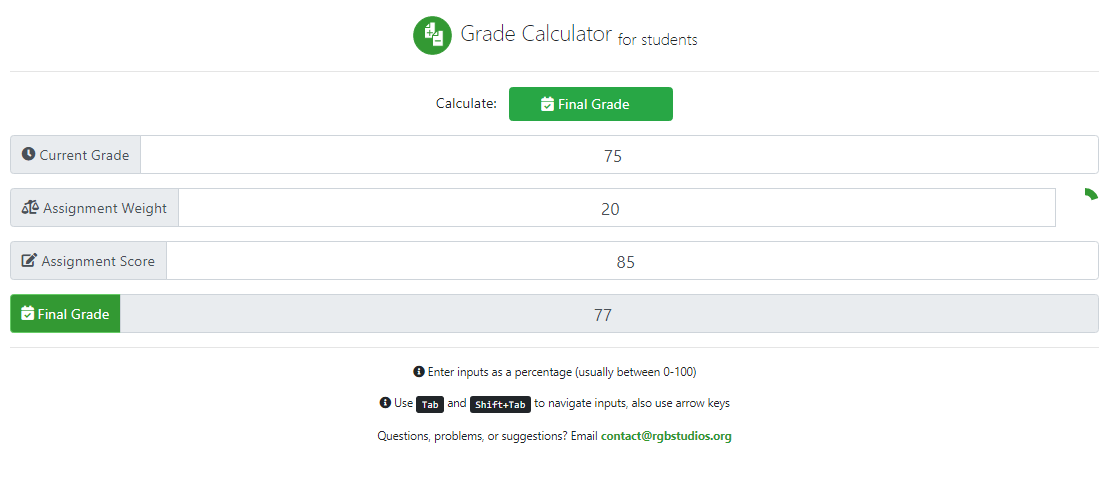 Grade Calculator for students
Calculate: Final Grade
Current Grade 75
Assignment Weight 20
Assignment Score 85
Final Grade 77
Enter inputs as a percentage (usually between 0-100)
Use Tab and Shift+Tab to navigate inputs, also use arrow keys
Questions, problems, or suggestions? Email contact@rgbstudios.org